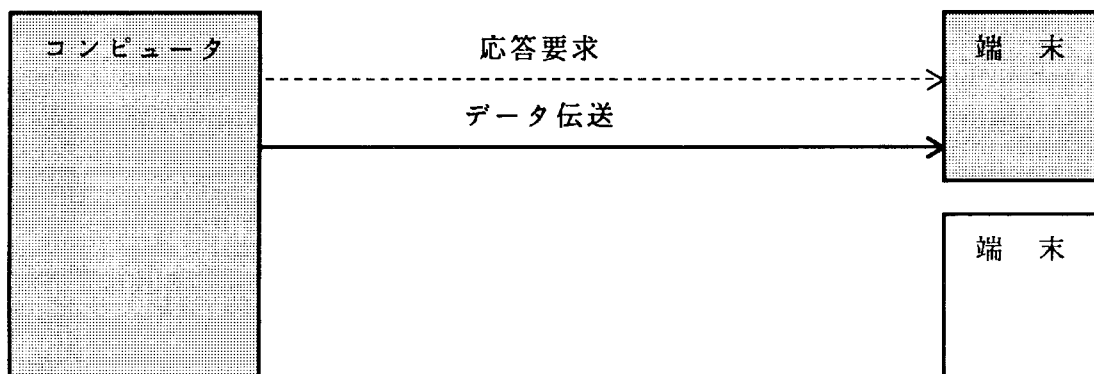 コンピュータ
応答要求
端 末
データ伝送
端 末